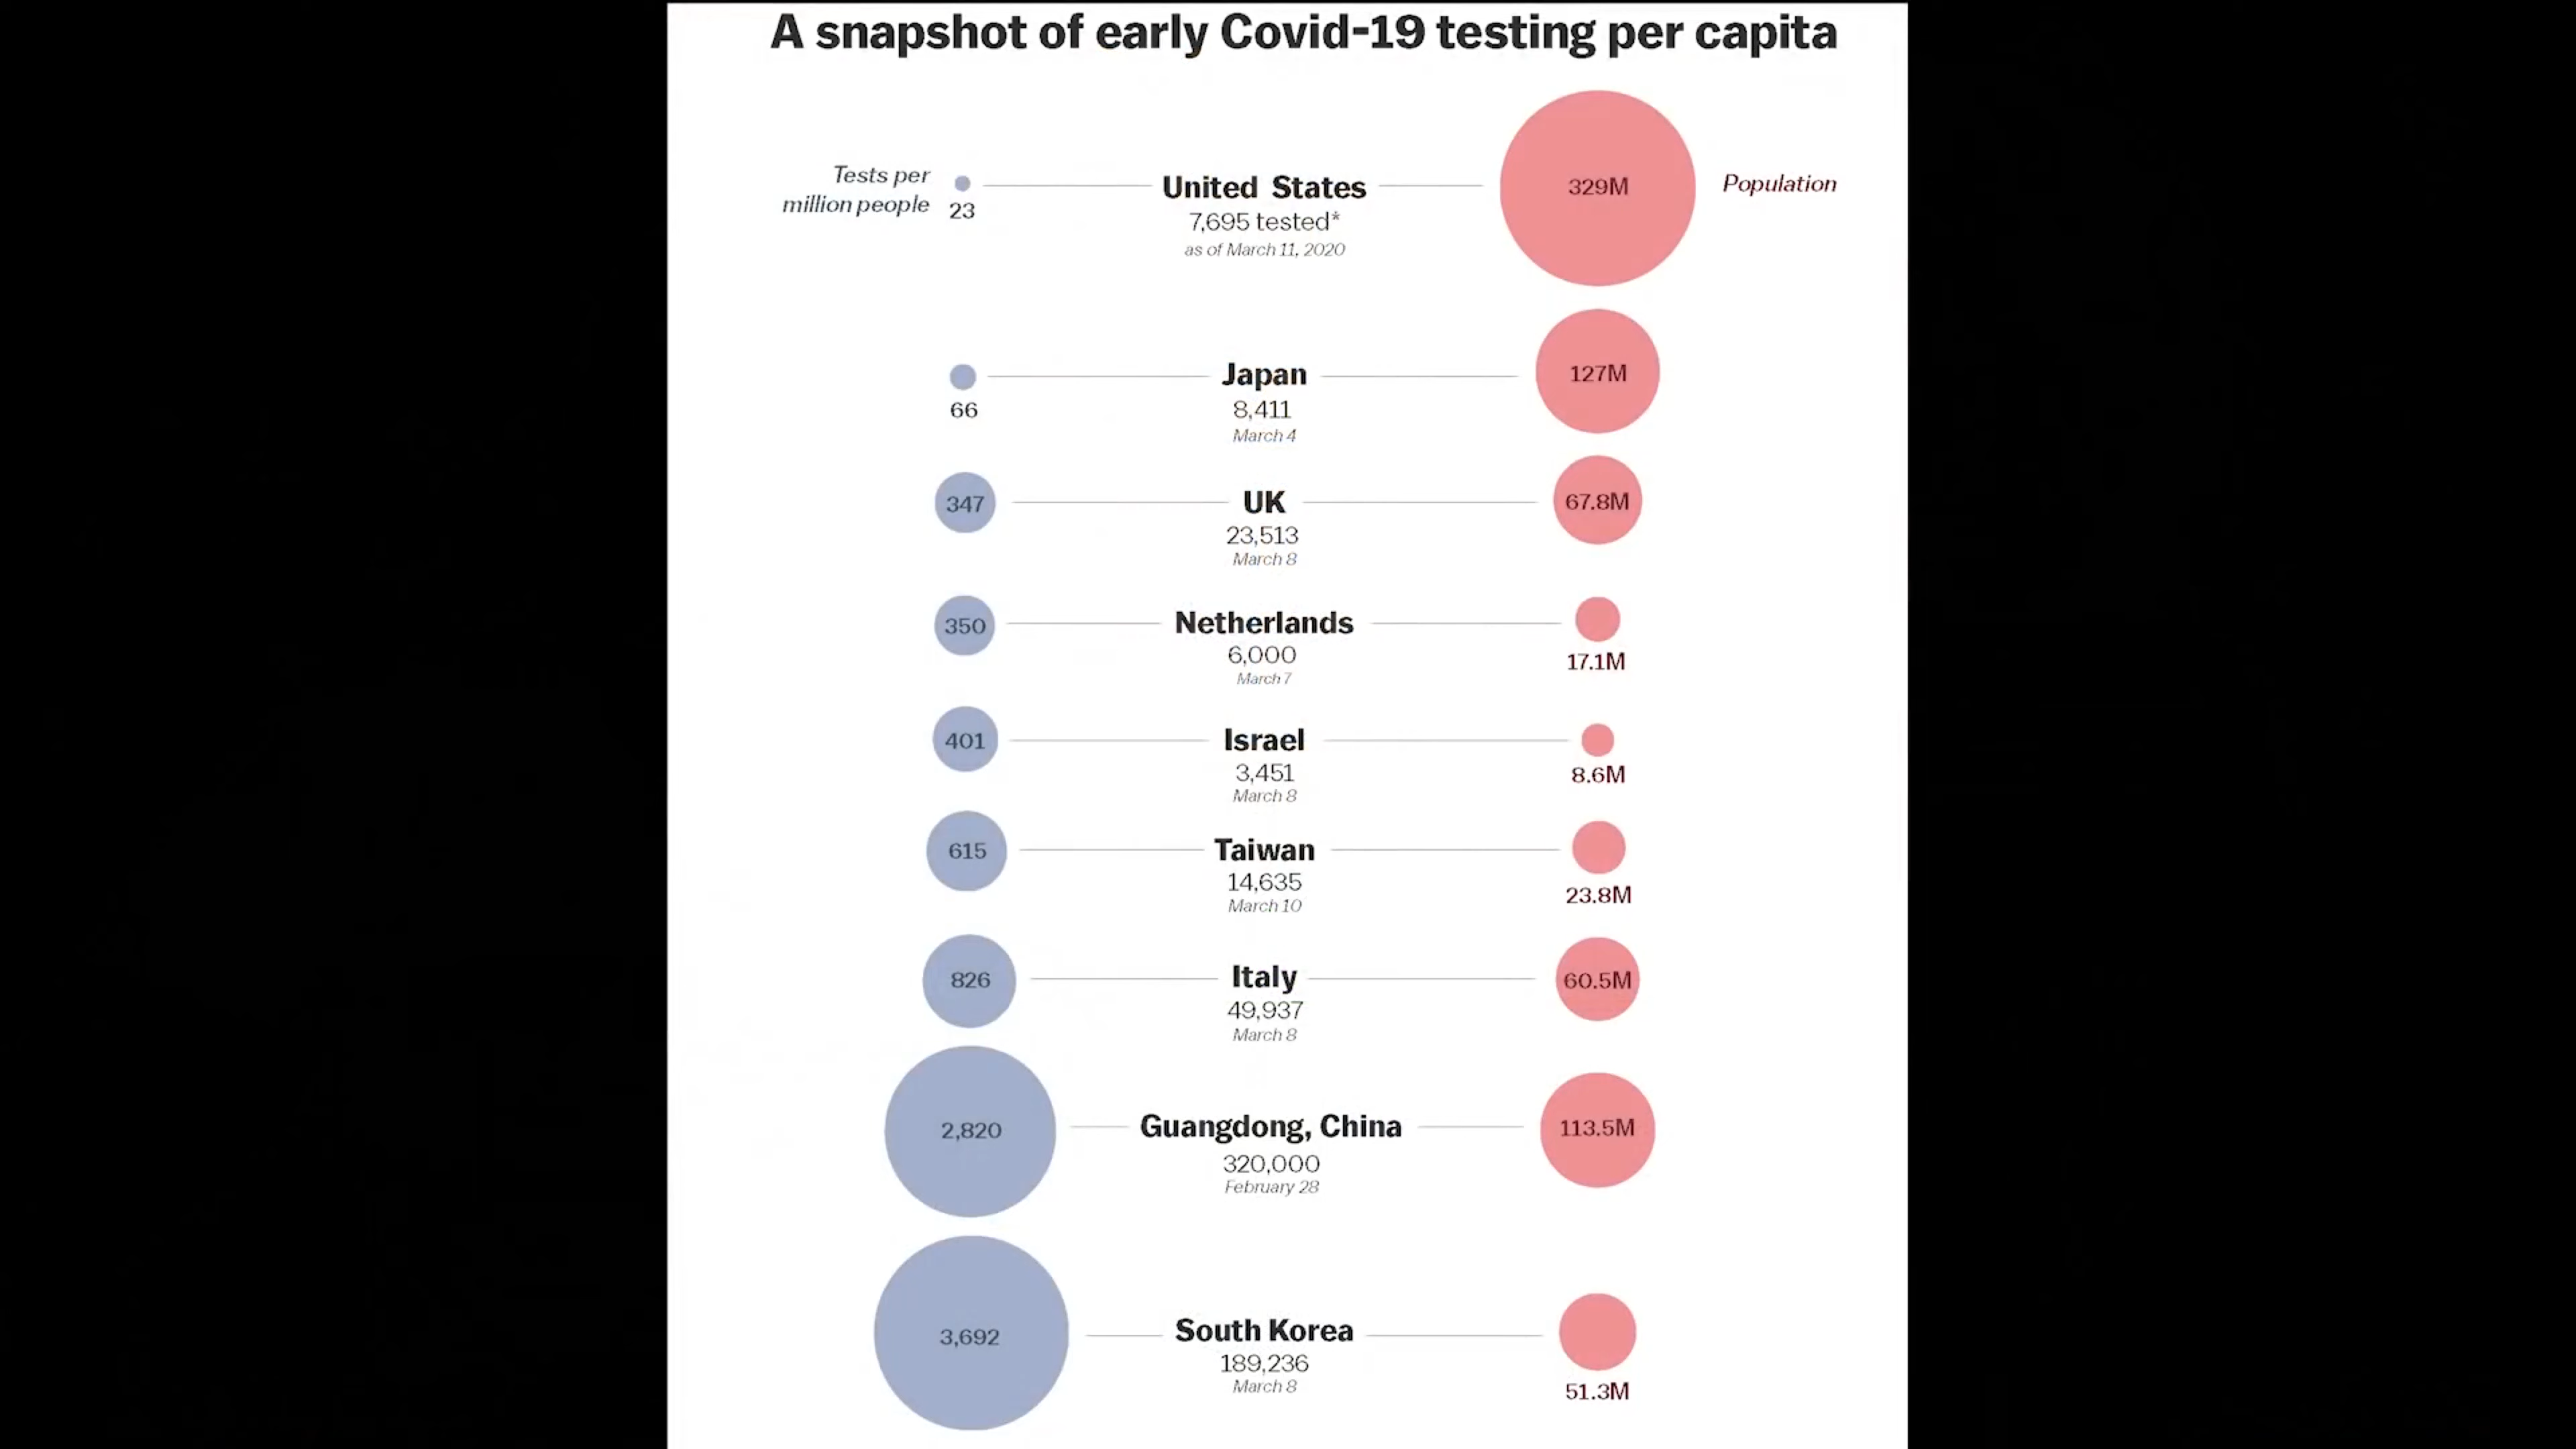 A snapshot of early Covid-19 testing per capita
Tests per
million people
23
United States
7,695 tested*
as of March 11, 2020
329M
Population
66
Japan
8,411
March 4
127M
347
UK
23,513
March 8
67.8M
350
Netherlands
6,000
March 7
17.1M
401
Israel
3,451
March 8
8.6M
615
Taiwan
14,635
March 10
23.8M
826
Italy
49,937
March 8
60.5M
2,820
Guangdong, China
320,000
February 28
113.5M
3,692
South Korea
189,236
March 8
51.3M